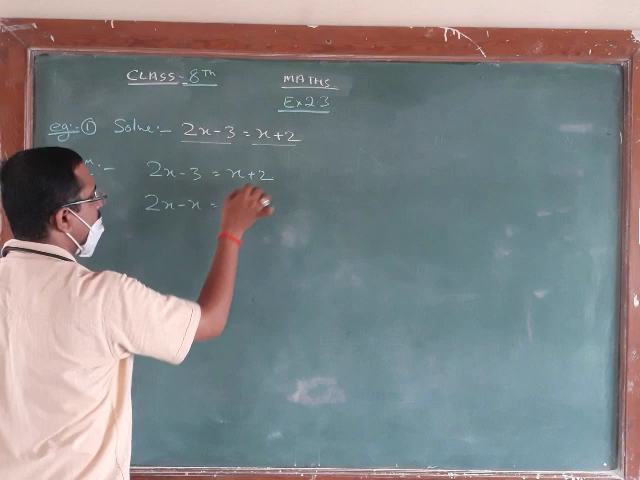 CLASS-8TH
MATHS
Ex 2.3
eg:-① Solve:- 2x-3 = x+2
2x-3 = x+2
2x-x =